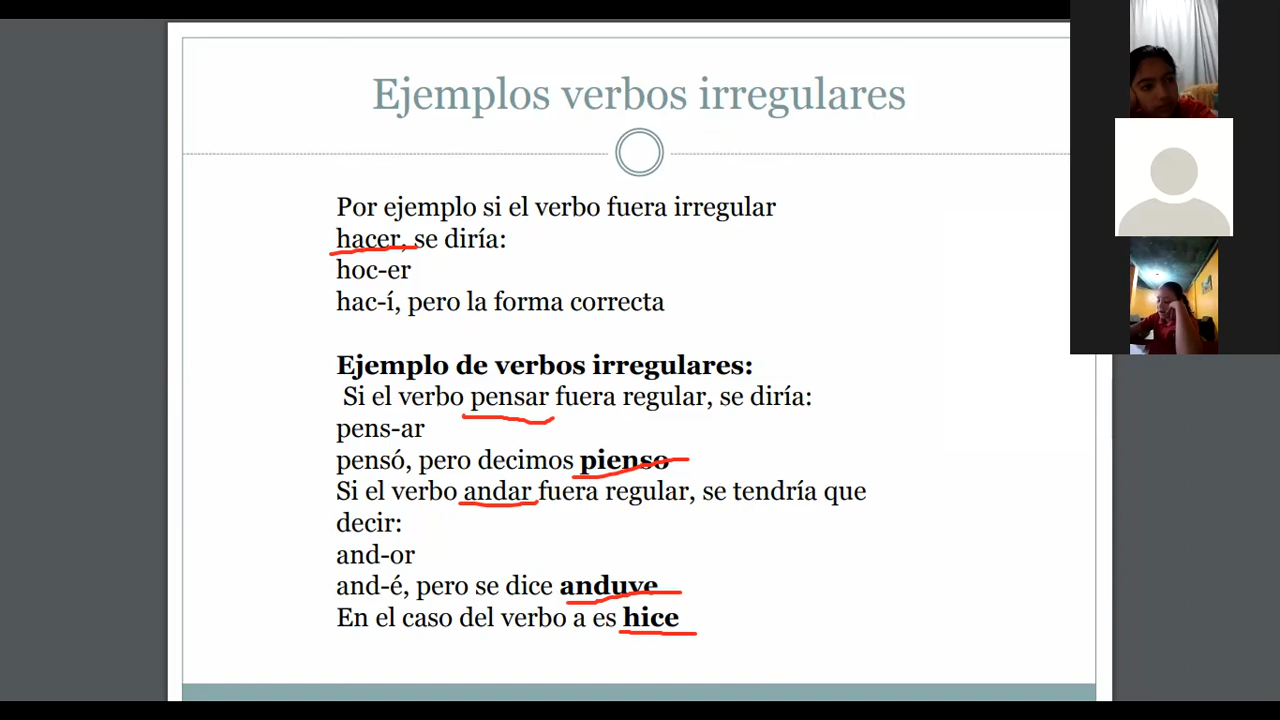 Ejemplos verbos irregulares
Por ejemplo si el verbo fuera irregular
hacer, se diría:
hoc-er
hac-í, pero la forma correcta
Ejemplo de verbos irregulares:
Si el verbo pensar fuera regular, se diría:
pens-ar
pensó, pero decimos pienso
Si el verbo andar fuera regular, se tendría que
decir:
and-or
and-é, pero se dice anduve
En el caso del verbo a es hice